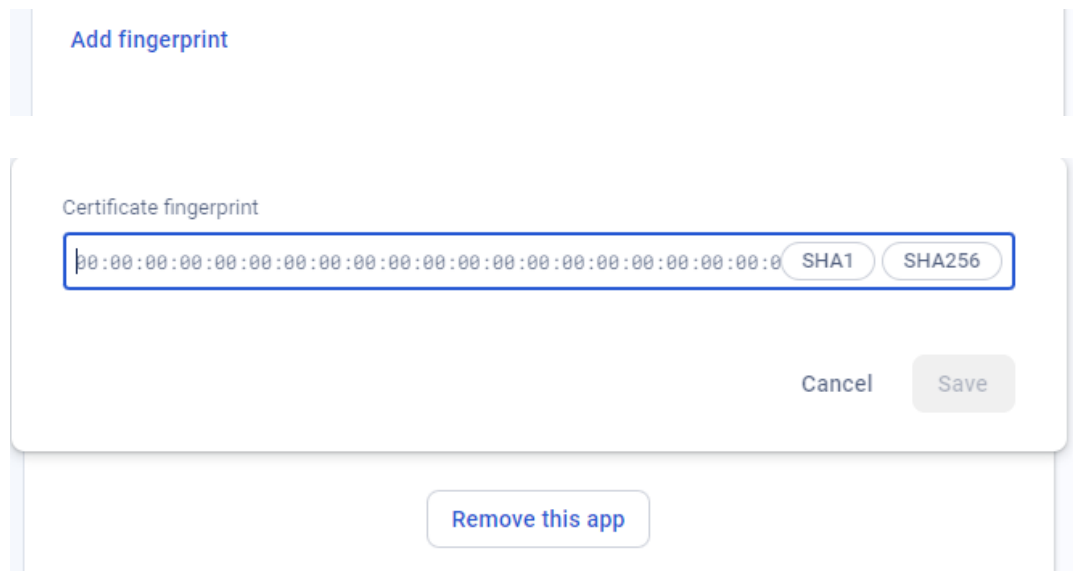 Add fingerprint
Certificate fingerprint
00:00:00:00:00:00:00:00:00:00:00:00:00:00:00:00:00:00:00:00:0 SHA1 SHA256
Cancel Save
Remove this app